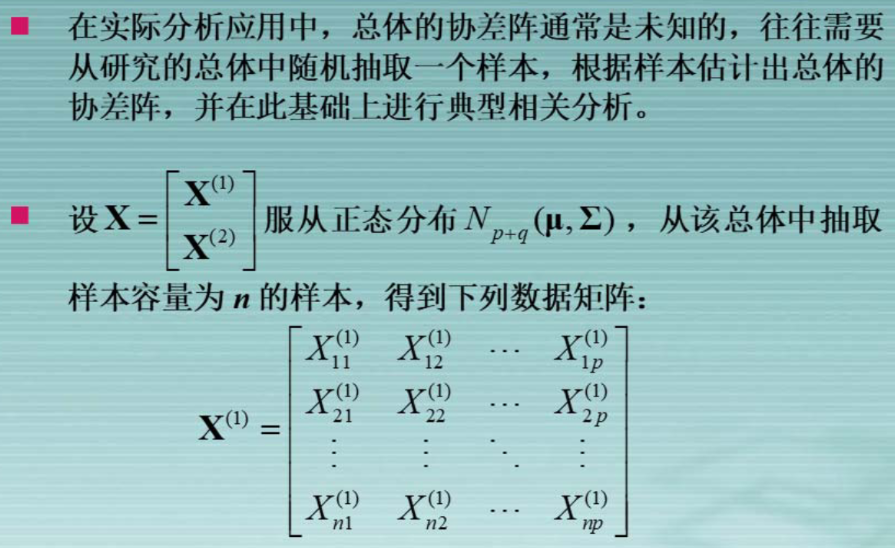 ■ 在实际分析应用中，总体的协差阵通常是未知的，往往需要
从研究的总体中随机抽取一个样本，根据样本估计出总体的
协差阵，并在此基础上进行典型相关分析。
■ 设 $\mathbf{X} = \begin{bmatrix} \mathbf{X}^{(1)} \\ \mathbf{X}^{(2)} \end{bmatrix}$ 服从正态分布 $N_{p+q}(\boldsymbol{\mu}, \boldsymbol{\Sigma})$ ，从该总体中抽取
样本容量为 n 的样本，得到下列数据矩阵：
$\mathbf{X}^{(1)} = \begin{bmatrix} X_{11}^{(1)} & X_{12}^{(1)} & \cdots & X_{1p}^{(1)} \\ X_{21}^{(1)} & X_{22}^{(1)} & \cdots & X_{2p}^{(1)} \\ \vdots & \vdots & \ddots & \vdots \\ X_{n1}^{(1)} & X_{n2}^{(1)} & \cdots & X_{np}^{(1)} \end{bmatrix}$